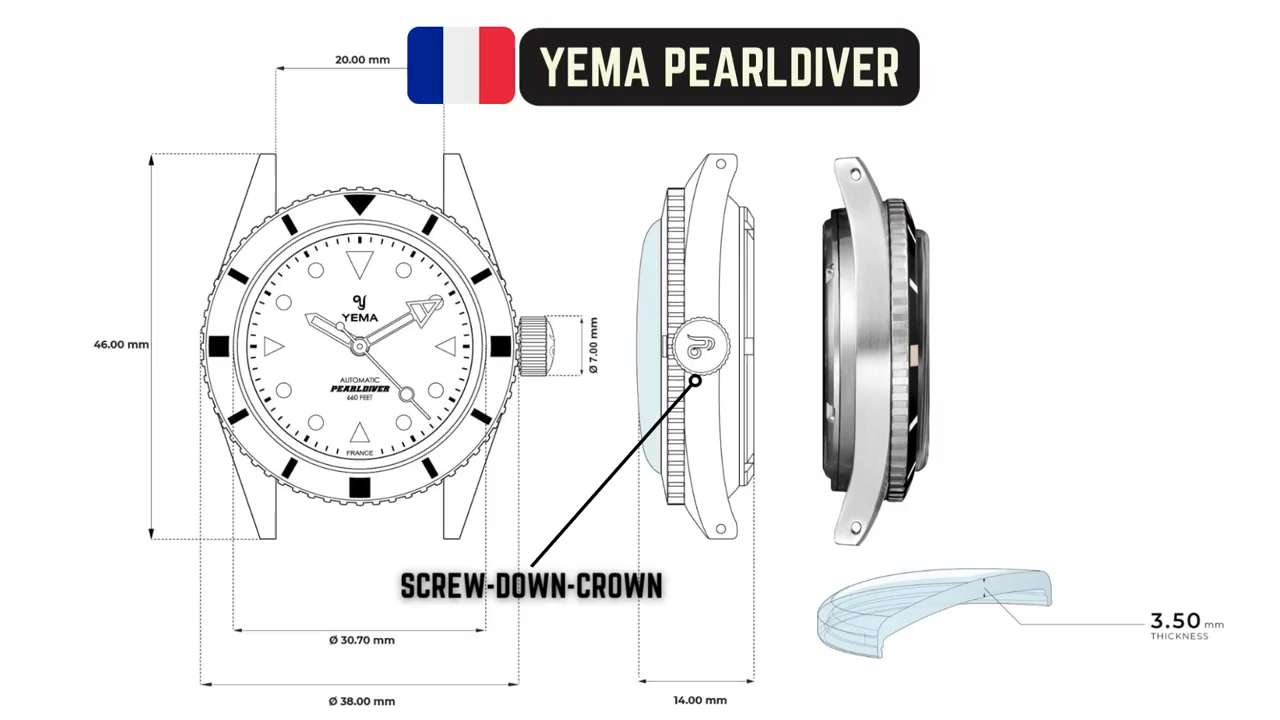 YEMA PEARLDIVER
20.00 mm
46.00 mm
YEMA
AUTOMATIC
PEARLDIVER
660 FEET
FRANCE
Ø 7.00 mm
SCREW-DOWN-CROWN
Ø 30.70 mm
Ø 38.00 mm
14.00 mm
3.50 mm
THICKNESS